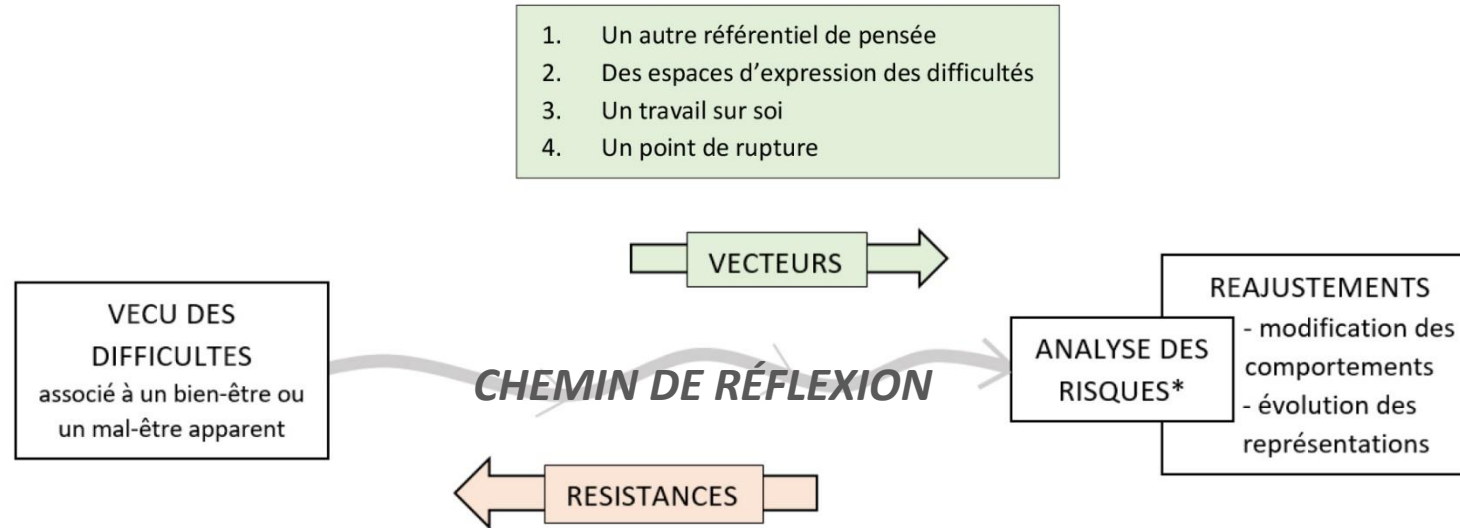 1. Un autre référentiel de pensée
2. Des espaces d’expression des difficultés
3. Un travail sur soi
4. Un point de rupture
VECTEURS
VECU DES
DIFFICULTES
associé à un bien-être ou
un mal-être apparent
CHEMIN DE RÉFLEXION
ANALYSE DES
RISQUES*
REAJUSTEMENTS
- modification des
comportements
- évolution des
représentations
RESISTANCES